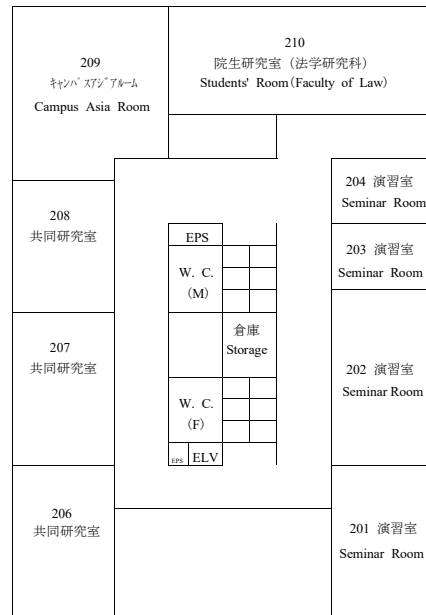 209
ｷｬﾝﾊﾟｽｱｼﾞｱﾙｰﾑ
Campus Asia Room
210
院生研究室（法学研究科）
Students' Room(Faculty of Law)
208
共同研究室
204 演習室
Seminar Room
203
演習室
Seminar Room
EPS
W. C.
(M)
倉庫
Storage
207
共同研究室
202 演習室
Seminar Room
W. C.
(F)
EPS ELV
206
共同研究室
201 演習室
Seminar Room